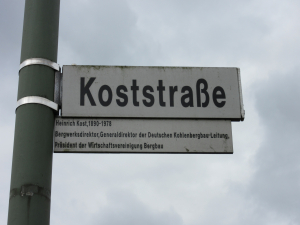 Koststraße
Heinrich Kost, 1890-1978
Bergwerksdirektor, Generaldirektor der Deutschen Kohlenbergbau-Leitung,
Präsident der Wirtschaftsvereinigung Bergbau